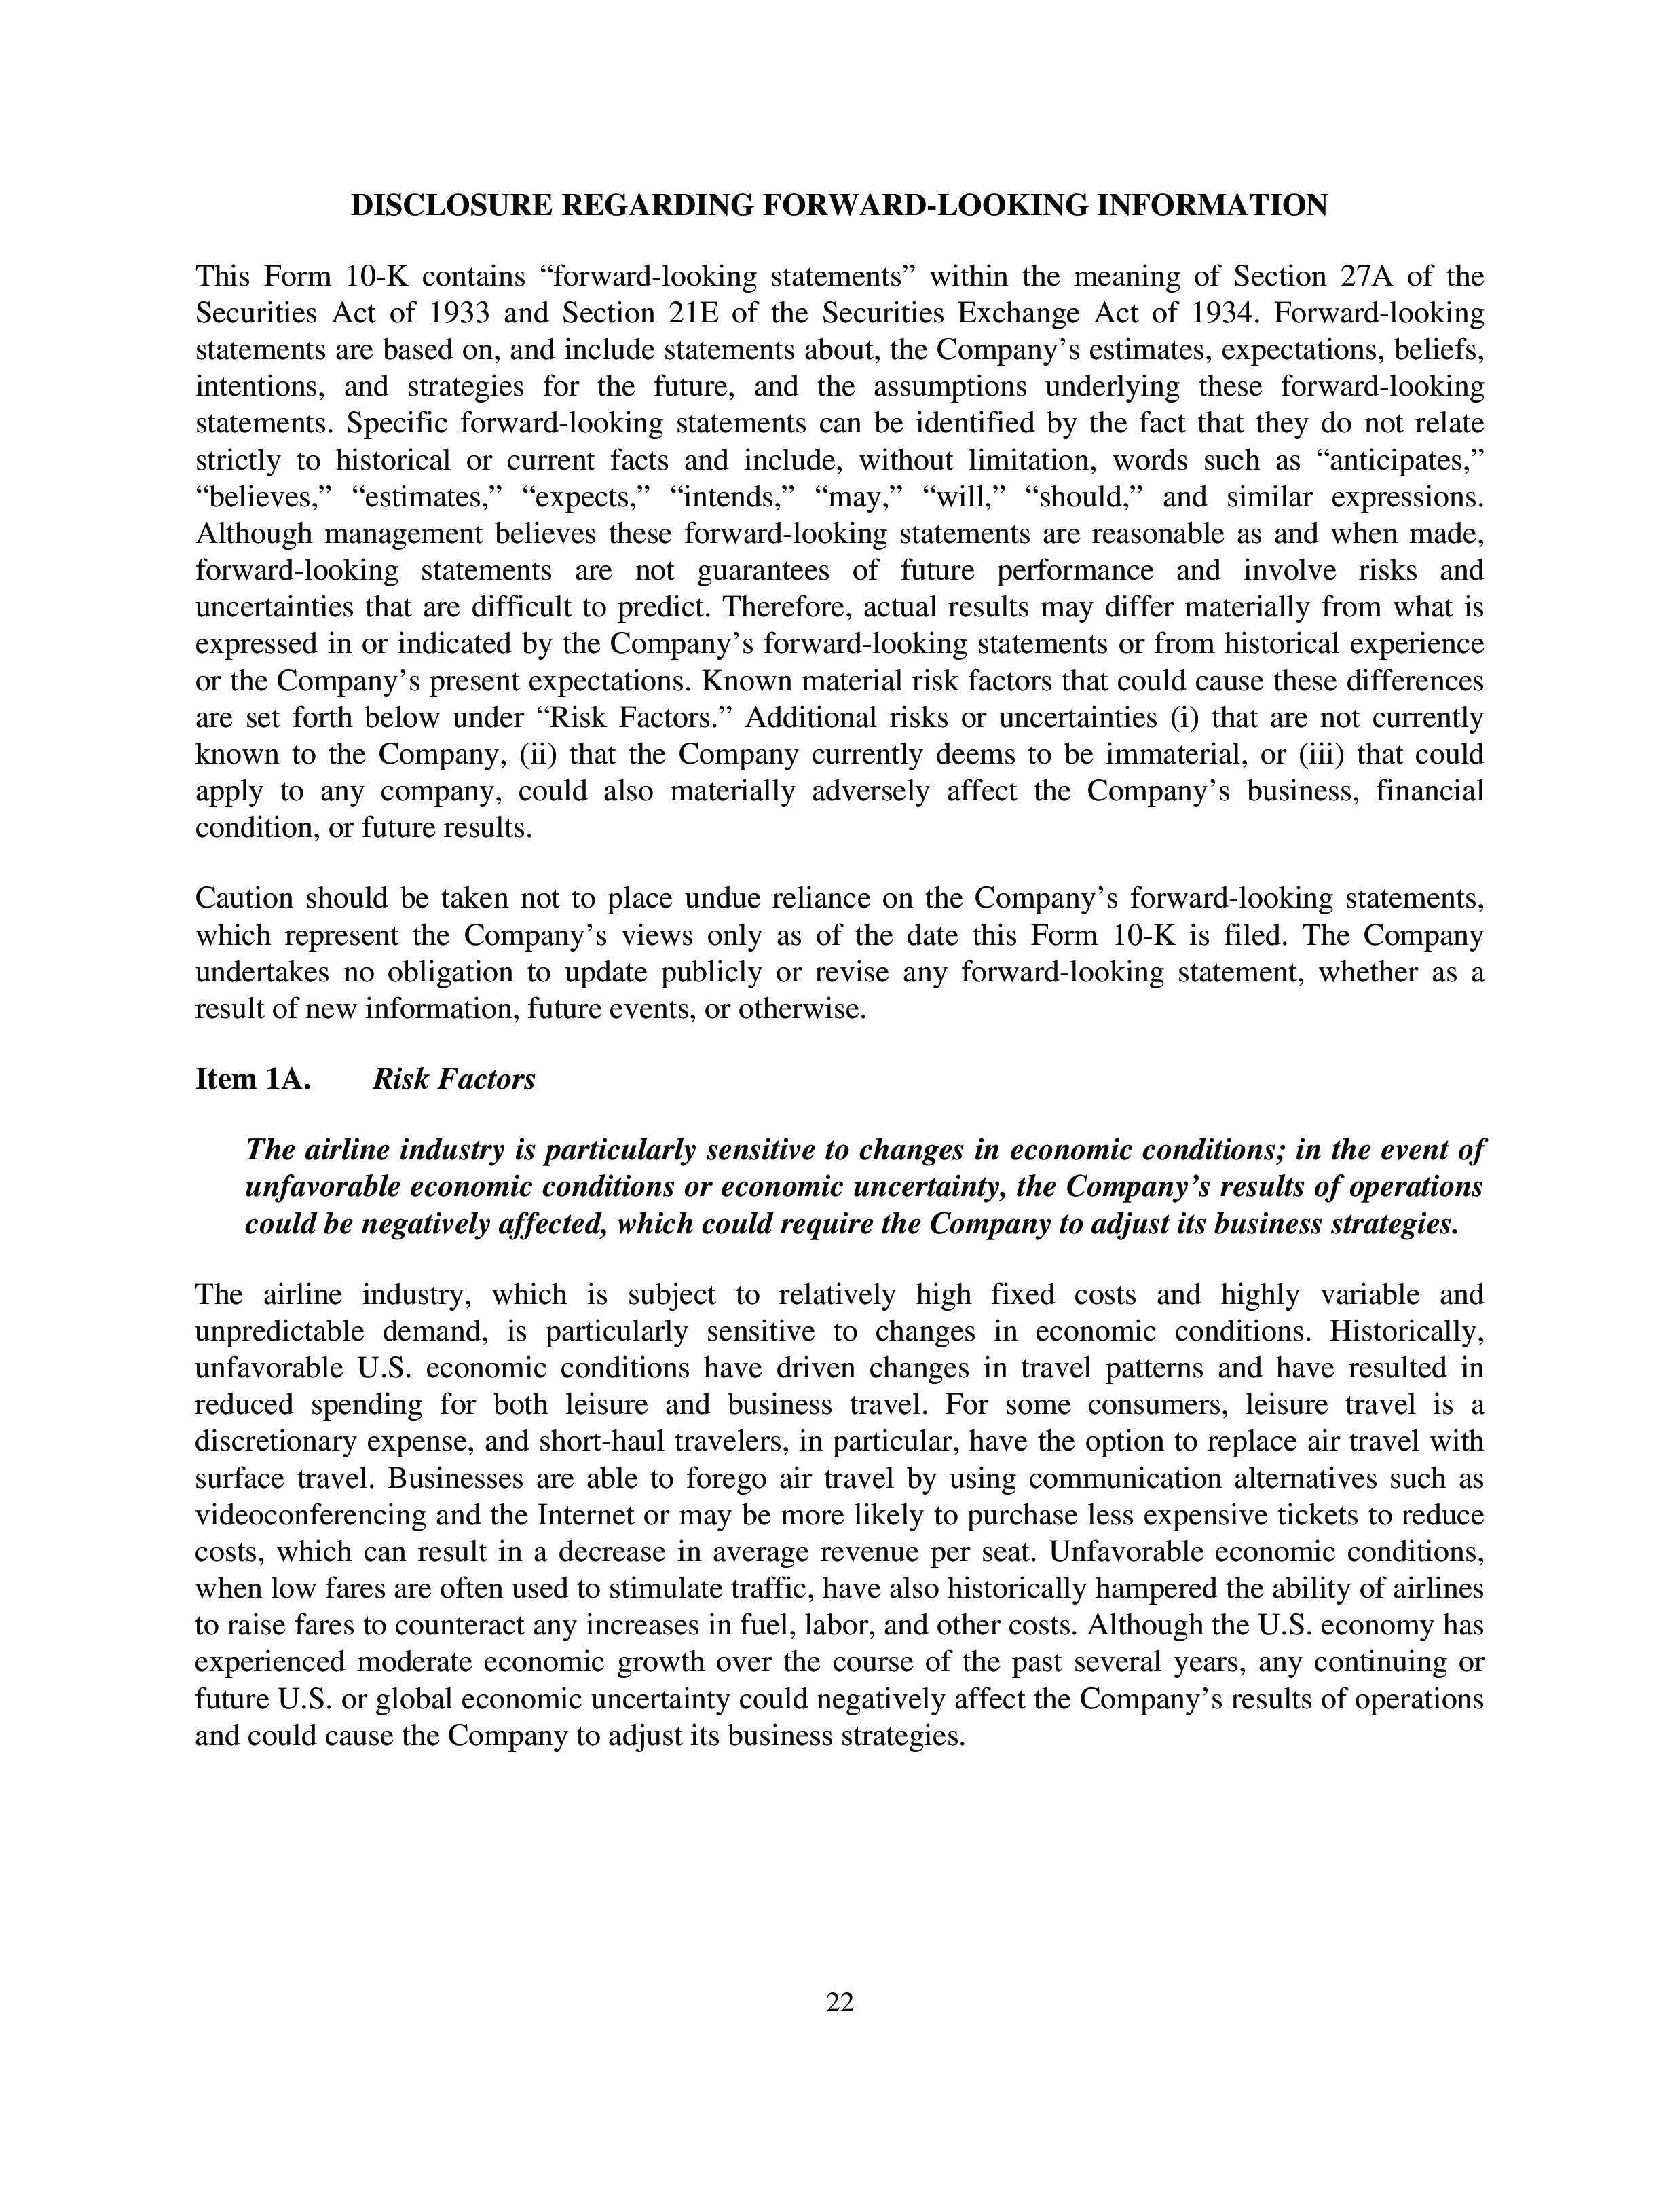 DISCLOSURE REGARDING FORWARD-LOOKING INFORMATION
This Form 10-K contains “forward-looking statements” within the meaning of Section 27A of the
Securities Act of 1933 and Section 21E of the Securities Exchange Act of 1934. Forward-looking
statements are based on, and include statements about, the Company’s estimates, expectations, beliefs,
intentions, and strategies for the future, and the assumptions underlying these forward-looking
statements. Specific forward-looking statements can be identified by the fact that they do not relate
strictly to historical or current facts and include, without limitation, words such as “anticipates,”
“believes,” “estimates,” “expects,” “intends,” “may,” “will,” “should,” and similar expressions.
Although management believes these forward-looking statements are reasonable as and when made,
forward-looking statements are not guarantees of future performance and involve risks and
uncertainties that are difficult to predict. Therefore, actual results may differ materially from what is
expressed in or indicated by the Company’s forward-looking statements or from historical experience
or the Company’s present expectations. Known material risk factors that could cause these differences
are set forth below under “Risk Factors.” Additional risks or uncertainties (i) that are not currently
known to the Company, (ii) that the Company currently deems to be immaterial, or (iii) that could
apply to any company, could also materially adversely affect the Company’s business, financial
condition, or future results.
Caution should be taken not to place undue reliance on the Company’s forward-looking statements,
which represent the Company’s views only as of the date this Form 10-K is filed. The Company
undertakes no obligation to update publicly or revise any forward-looking statement, whether as a
result of new information, future events, or otherwise.
Item 1A. Risk Factors
The airline industry is particularly sensitive to changes in economic conditions; in the event of
unfavorable economic conditions or economic uncertainty, the Company’s results of operations
could be negatively affected, which could require the Company to adjust its business strategies.
The airline industry, which is subject to relatively high fixed costs and highly variable and
unpredictable demand, is particularly sensitive to changes in economic conditions. Historically,
unfavorable U.S. economic conditions have driven changes in travel patterns and have resulted in
reduced spending for both leisure and business travel. For some consumers, leisure travel is a
discretionary expense, and short-haul travelers, in particular, have the option to replace air travel with
surface travel. Businesses are able to forego air travel by using communication alternatives such as
videoconferencing and the Internet or may be more likely to purchase less expensive tickets to reduce
costs, which can result in a decrease in average revenue per seat. Unfavorable economic conditions,
when low fares are often used to stimulate traffic, have also historically hampered the ability of airlines
to raise fares to counteract any increases in fuel, labor, and other costs. Although the U.S. economy has
experienced moderate economic growth over the course of the past several years, any continuing or
future U.S. or global economic uncertainty could negatively affect the Company’s results of operations
and could cause the Company to adjust its business strategies.
22